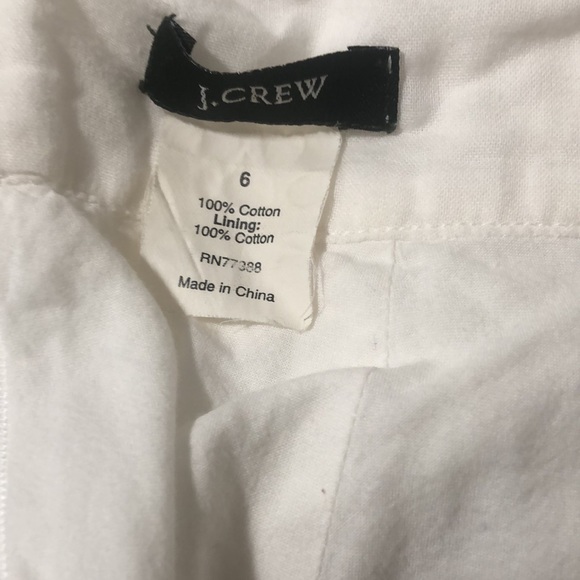 J.CREW
6
100% Cotton
Lining:
100% Cotton
RN77388
Made in China